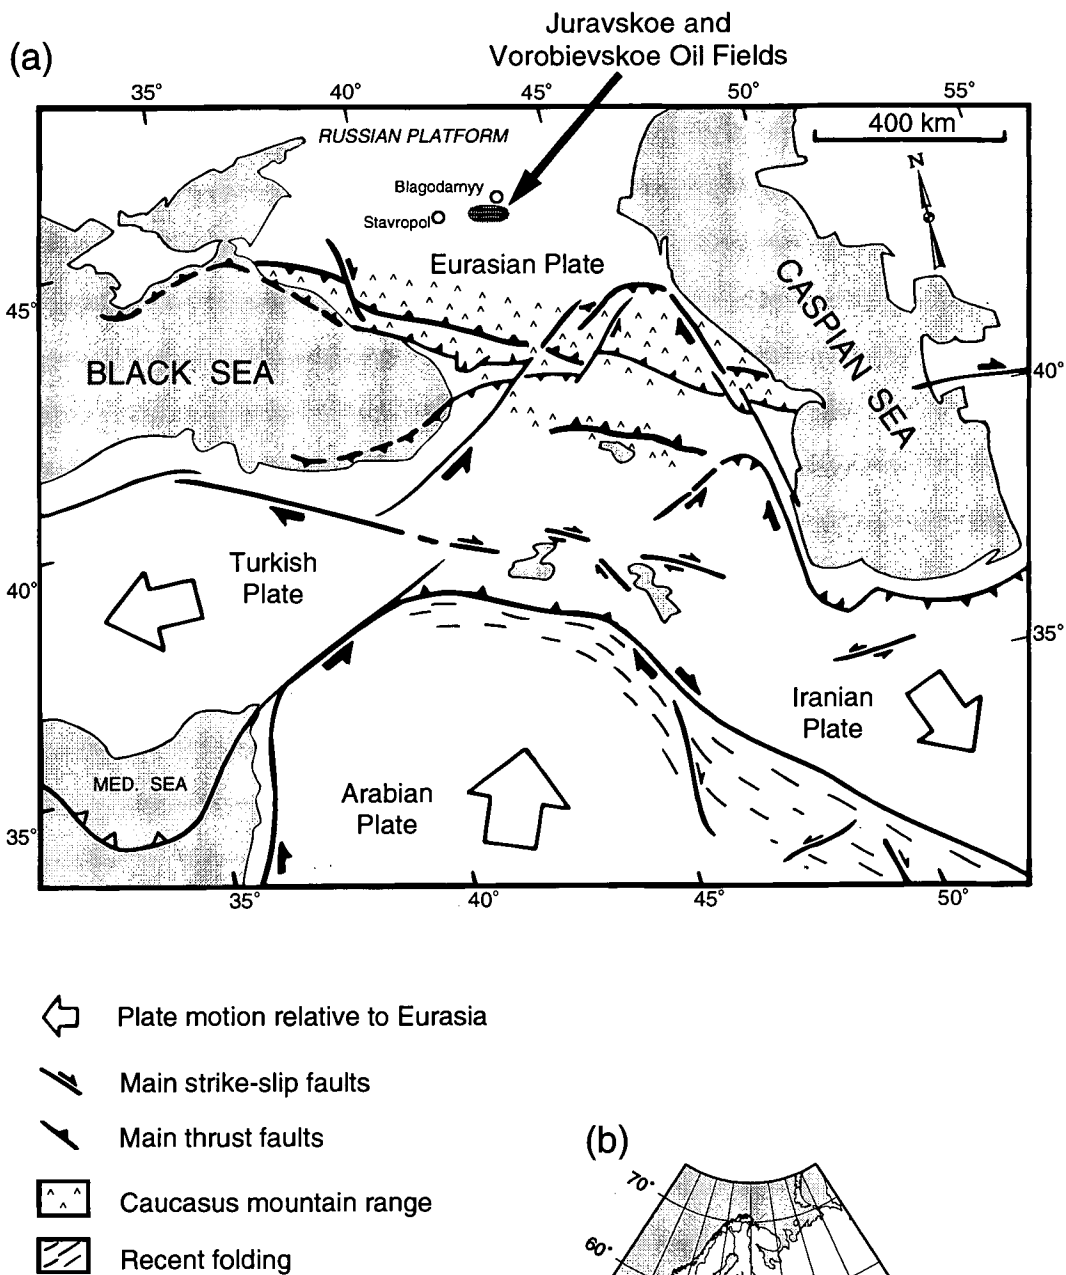 (a)
Juravskoe and
Vorobievskoe Oil Fields
35°
40°
45°
50°
55°
RUSSIAN PLATFORM
400 km
N
Blagodarnyy
Stavropol
Eurasian Plate
45°
BLACK SEA
CASPIAN SEA
40°
Turkish
Plate
40°
35°
Iranian
Plate
MED. SEA
Arabian
Plate
35°
35°
40°
45°
50°
Plate motion relative to Eurasia
Main strike-slip faults
Main thrust faults
Caucasus mountain range
Recent folding
(b)
70°
60°